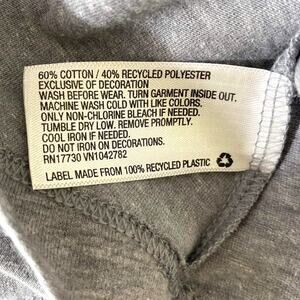 60% COTTON / 40% RECYCLED POLYESTER
EXCLUSIVE OF DECORATION
WASH BEFORE WEAR. TURN GARMENT INSIDE OUT.
MACHINE WASH COLD WITH LIKE COLORS.
ONLY NON-CHLORINE BLEACH IF NEEDED.
TUMBLE DRY LOW. REMOVE PROMPTLY.
COOL IRON IF NEEDED.
DO NOT IRON ON DECORATIONS.
RN17730 VN1042782
LABEL MADE FROM 100% RECYCLED PLASTIC